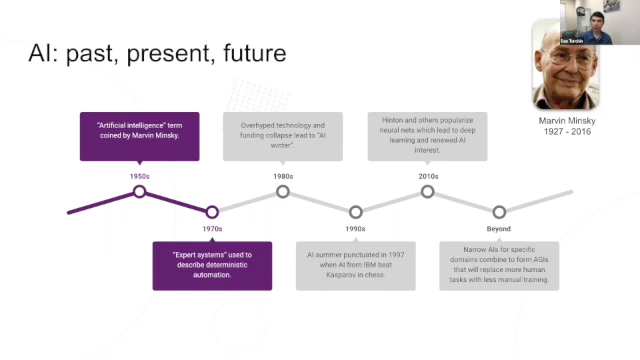 AI: past, present, future
Dan Turchin
Marvin Minsky
1927 - 2016
"Artificial intelligence" term
coined by Marvin Minsky.
Overhyped technology and
funding collapse lead to "AI
winter".
Hinton and others popularize
neural nets which lead to deep
learning and renewed AI
interest.
1950s
1980s
2010s
1970s
1990s
Beyond
"Expert systems" used to
describe deterministic
automation.
AI summer punctuated in 1997
when AI from IBM beat
Kasparov in chess.
Narrow AIs for specific
domains combine to form AGIs
that will replace more human
tasks with less manual training.